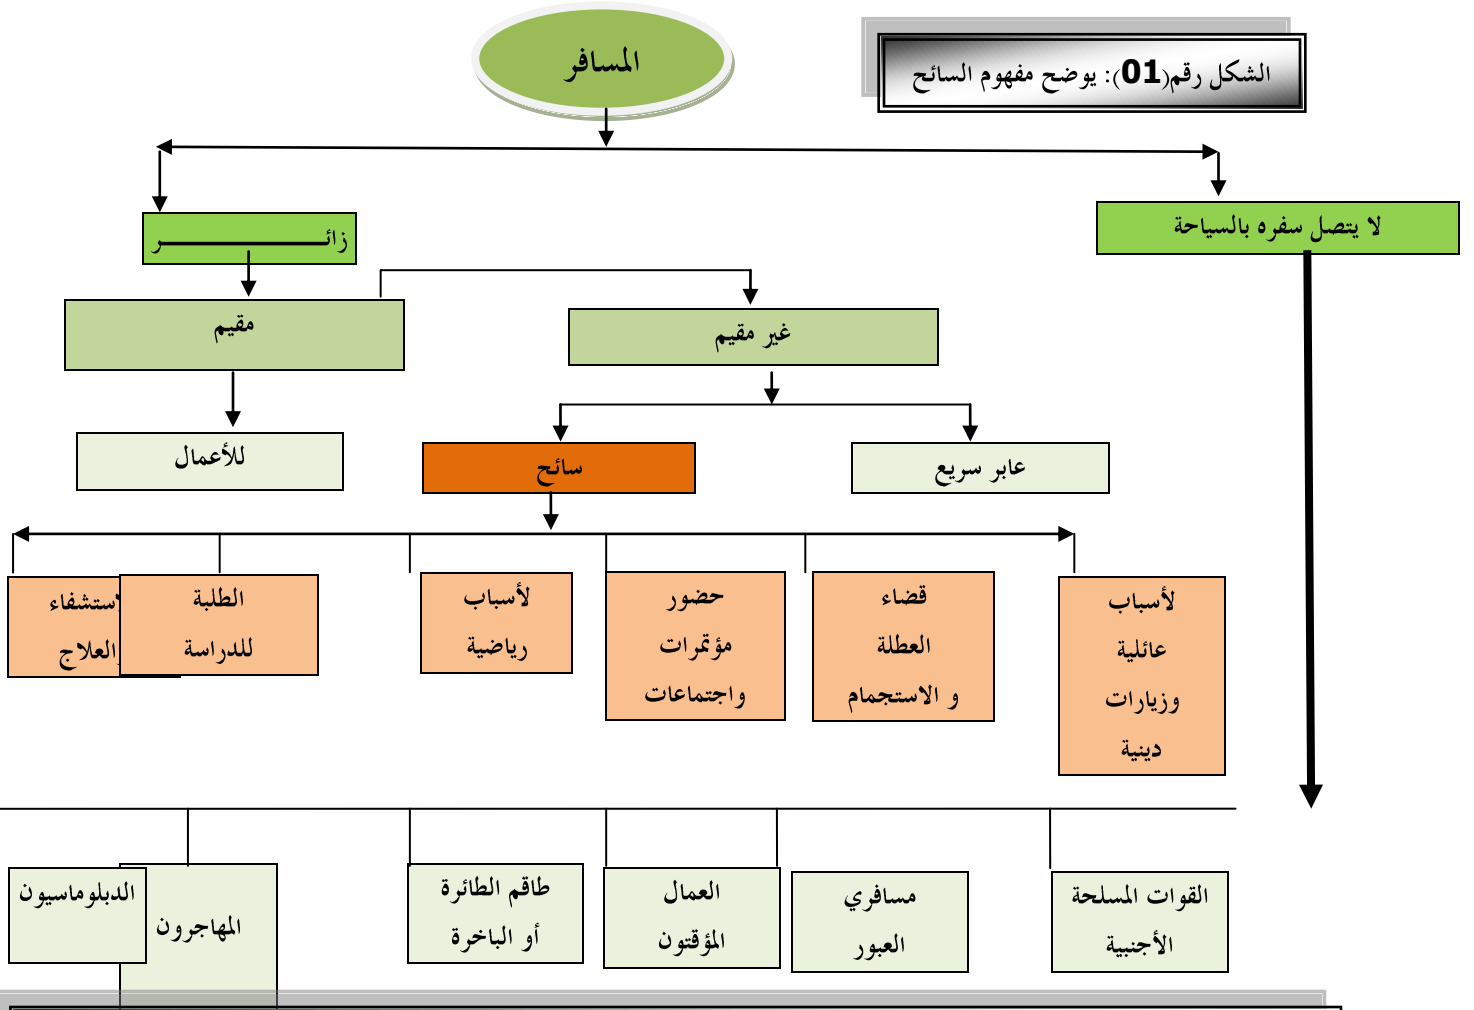 المسافر
الشكل رقم(01): يوضح مفهوم السائح
لا يتصل سفره بالسياحة
زائـــــــــــــــــــــر
غير مقيم
مقيم
عابر سريع
سائح
للأعمال
لأسباب
عائلية
وزيارات
دينية
قضاء
العطلة
و الاستجمام
حضور
مؤتمرات
واجتماعات
لأسباب
رياضية
الطلبة
للدراسة
القوات المسلحة
الأجنبية
مسافري
العبور
العمال
المؤقتون
طاقم الطائرة
أو الباخرة
المهاجرون
الدبلوماسيون